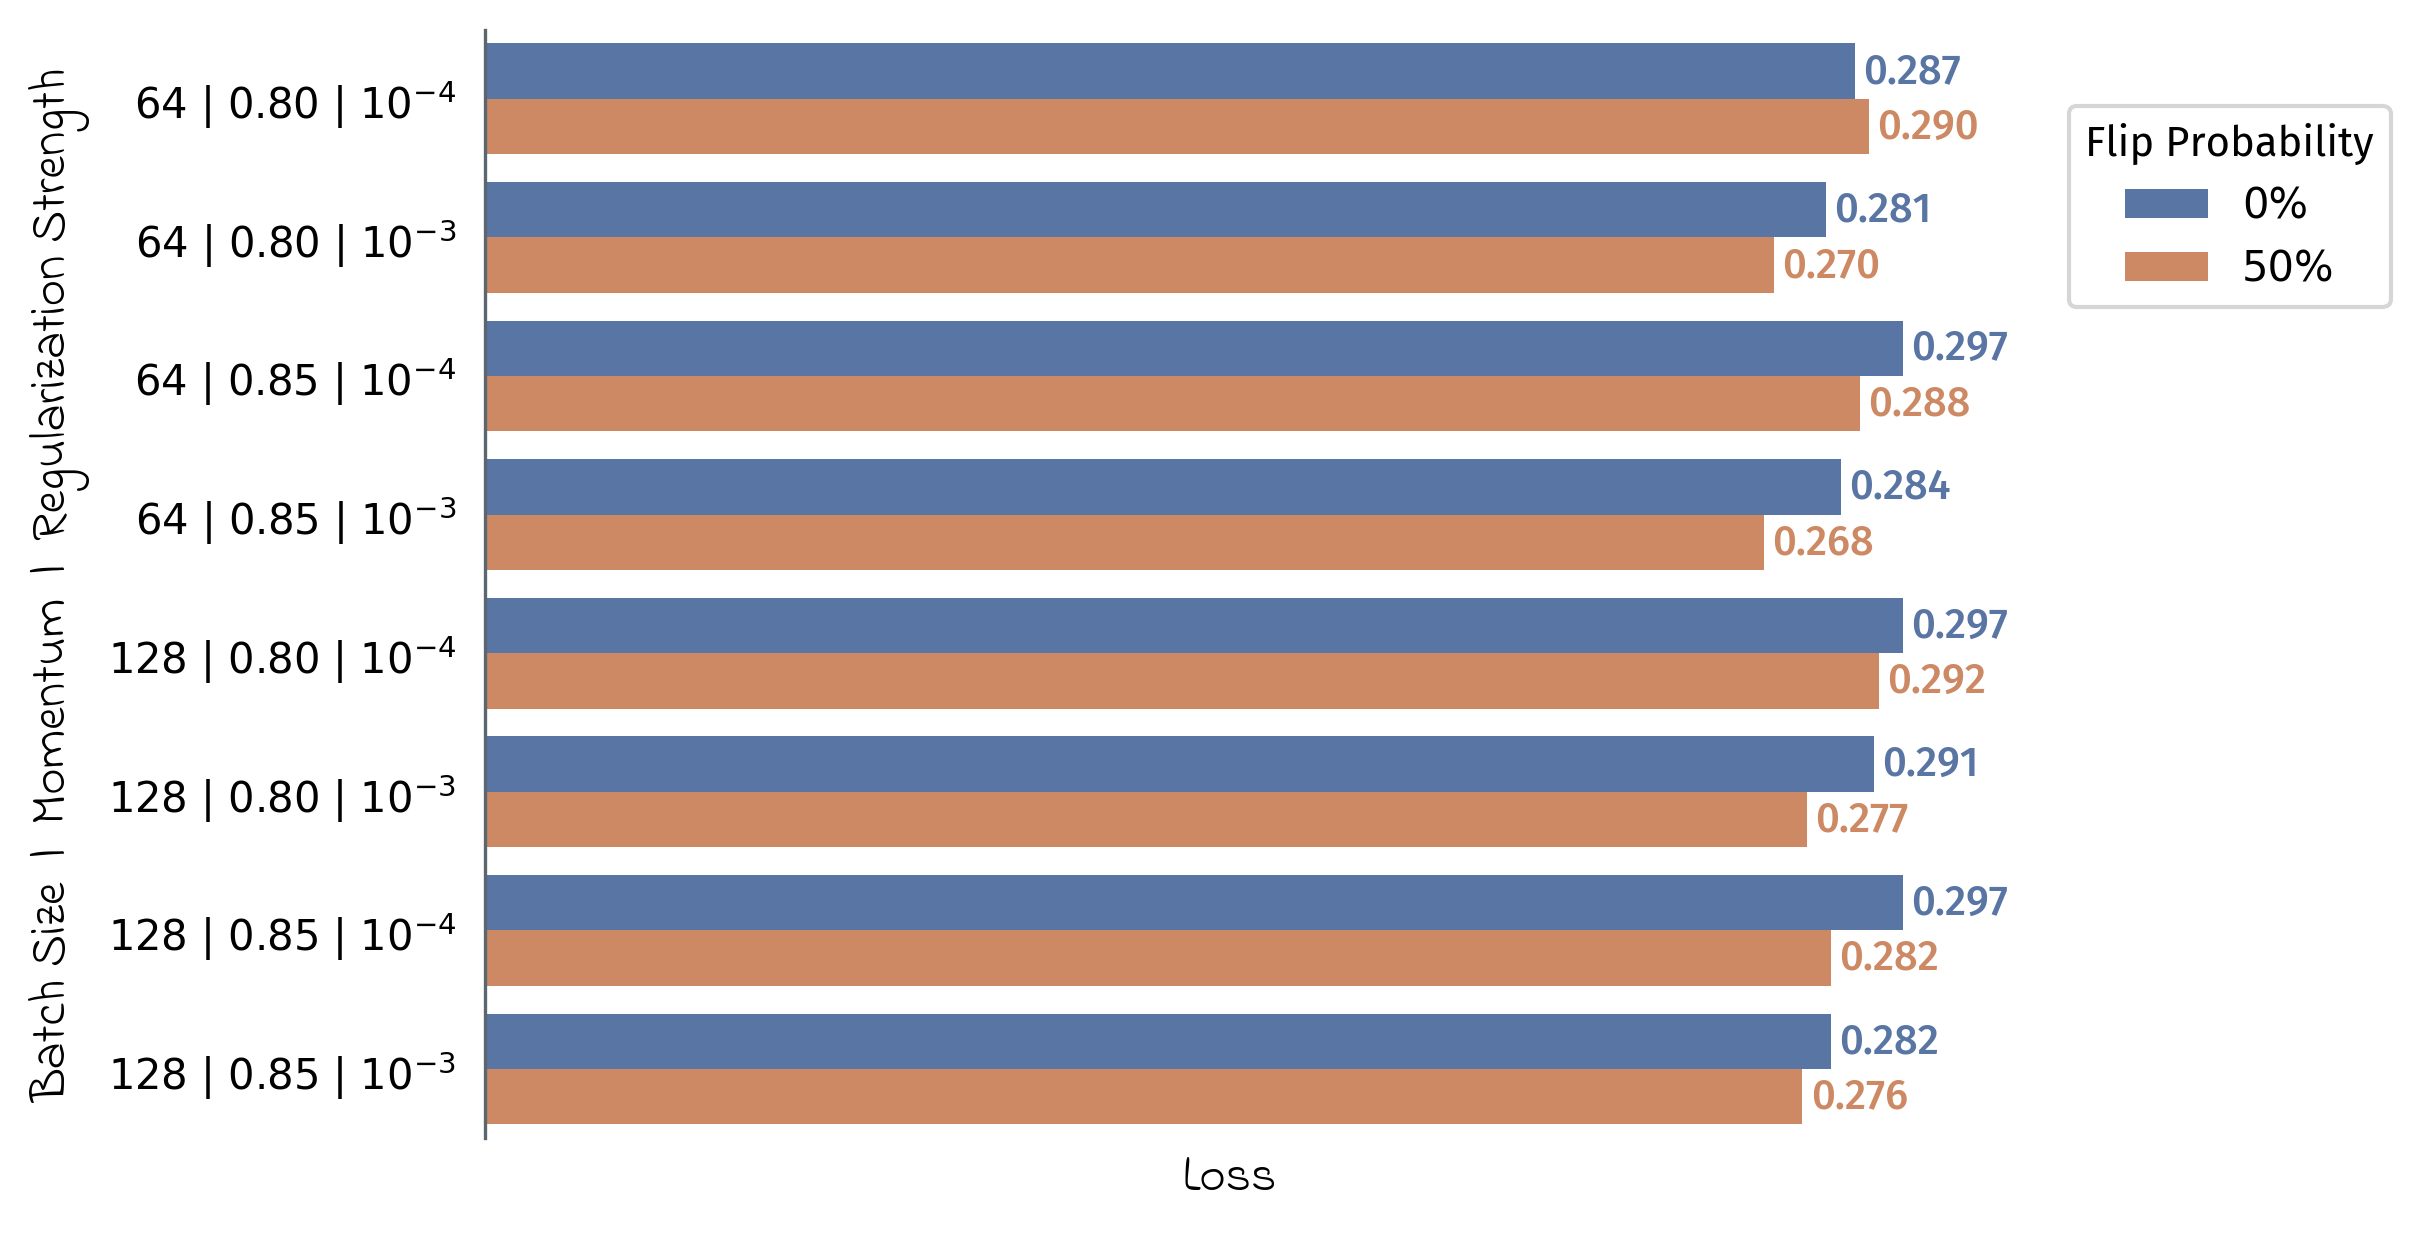 Batch Size | Momentum | Regularization Strength
64 | 0.80 | 10⁻⁴
0.287
0.290
64 | 0.80 | 10⁻³
0.281
0.270
64 | 0.85 | 10⁻⁴
0.297
0.288
64 | 0.85 | 10⁻³
0.284
0.268
128 | 0.80 | 10⁻⁴
0.297
0.292
128 | 0.80 | 10⁻³
0.291
0.277
128 | 0.85 | 10⁻⁴
0.297
0.282
128 | 0.85 | 10⁻³
0.282
0.276
Loss
Flip Probability
0%
50%